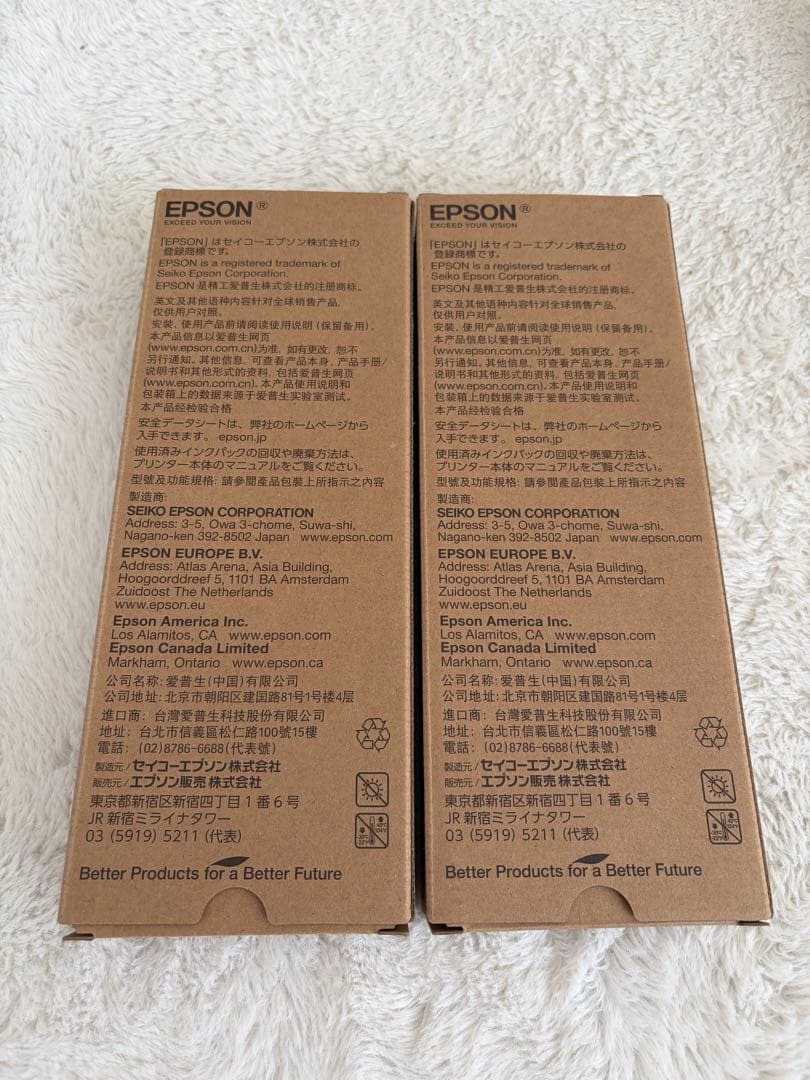 EPSON®
EXCEED YOUR VISION
「EPSON」はセイコーエプソン株式会社の
登録商標です。
EPSON is a registered trademark of
Seiko Epson Corporation.
EPSON 是精工爱普生株式会社的注册商标。
英文及其他语种内容针对全球销售产品,
仅供用户对照。
安装、使用产品前请阅读使用说明 (保留备用)。
本产品信息以爱普生网页
(www.epson.com.cn)为准, 如有更改, 恕不
另行通知。其他信息, 可查看产品本身、产品手册/
说明书和其他形式的资料, 包括爱普生网页
(www.epson.com.cn)。本产品使用说明和
包装箱上的数据来源于爱普生实验室测试。
本产品经检验合格
安全データシートは、弊社のホームページから
入手できます。 epson.jp
使用済みインクパックの回収や廃棄方法は、
プリンター本体のマニュアルをご覧ください。
型號及功能規格: 請參閱產品包裝上所指示之內容
製造商:
SEIKO EPSON CORPORATION
Address: 3-5, Owa 3-chome, Suwa-shi,
Nagano-ken 392-8502 Japan www.epson.com
EPSON EUROPE B.V.
Address: Atlas Arena, Asia Building,
Hoogoorddreef 5, 1101 BA Amsterdam
Zuidoost The Netherlands
www.epson.eu
Epson America Inc.
Los Alamitos, CA www.epson.com
Epson Canada Limited
Markham, Ontario www.epson.ca
公司名称: 爱普生(中国)有限公司
公司地址: 北京市朝阳区建国路81号1号楼4层
進口商: 台灣愛普生科技股份有限公司
地址: 台北市信義區松仁路100號15樓
電話: (02)8786-6688(代表號)
製造元/セイコーエプソン株式会社
販売元/エプソン販売株式会社
東京都新宿区新宿四丁目1番6号
JR新宿ミライナタワー
03 (5919) 5211 (代表)
Better Products for a Better Future
EPSON®
EXCEED YOUR VISION
「EPSON」はセイコーエプソン株式会社の
登録商標です。
EPSON is a registered trademark of
Seiko Epson Corporation.
EPSON 是精工爱普生株式会社的注册商标。
英文及其他语种内容针对全球销售产品,
仅供用户对照。
安装、使用产品前请阅读使用说明 (保留备用)。
本产品信息以爱普生网页
(www.epson.com.cn)为准, 如有更改, 恕不
另行通知。其他信息, 可查看产品本身、产品手册/
说明书和其他形式的资料, 包括爱普生网页
(www.epson.com.cn)。本产品使用说明和
包装箱上的数据来源于爱普生实验室测试。
本产品经检验合格
安全データシートは、弊社のホームページから
入手できます。 epson.jp
使用済みインクパックの回収や廃棄方法は、
プリンター本体のマニュアルをご覧ください。
型號及功能規格: 請參閱產品包裝上所指示之內容
製造商:
SEIKO EPSON CORPORATION
Address: 3-5, Owa 3-chome, Suwa-shi,
Nagano-ken 392-8502 Japan www.epson.com
EPSON EUROPE B.V.
Address: Atlas Arena, Asia Building,
Hoogoorddreef 5, 1101 BA Amsterdam
Zuidoost The Netherlands
www.epson.eu
Epson America Inc.
Los Alamitos, CA www.epson.com
Epson Canada Limited
Markham, Ontario www.epson.ca
公司名称: 爱普生(中国)有限公司
公司地址: 北京市朝阳区建国路81号1号楼4层
進口商: 台灣愛普生科技股份有限公司
地址: 台北市信義區松仁路100號15樓
電話: (02)8786-6688(代表號)
製造元/セイコーエプソン株式会社
販売元/エプソン販売株式会社
東京都新宿区新宿四丁目1番6号
JR新宿ミライナタワー
03 (5919) 5211 (代表)
Better Products for a Better Future